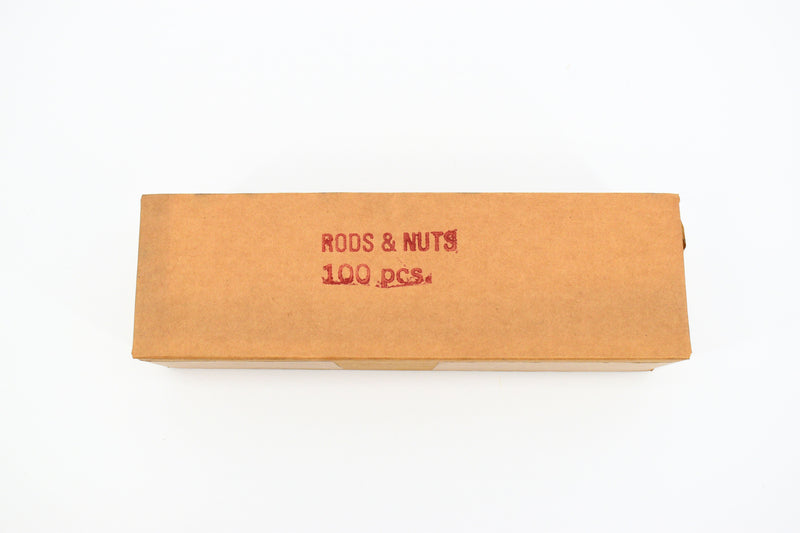 RODS & NUTS
100 pcs.